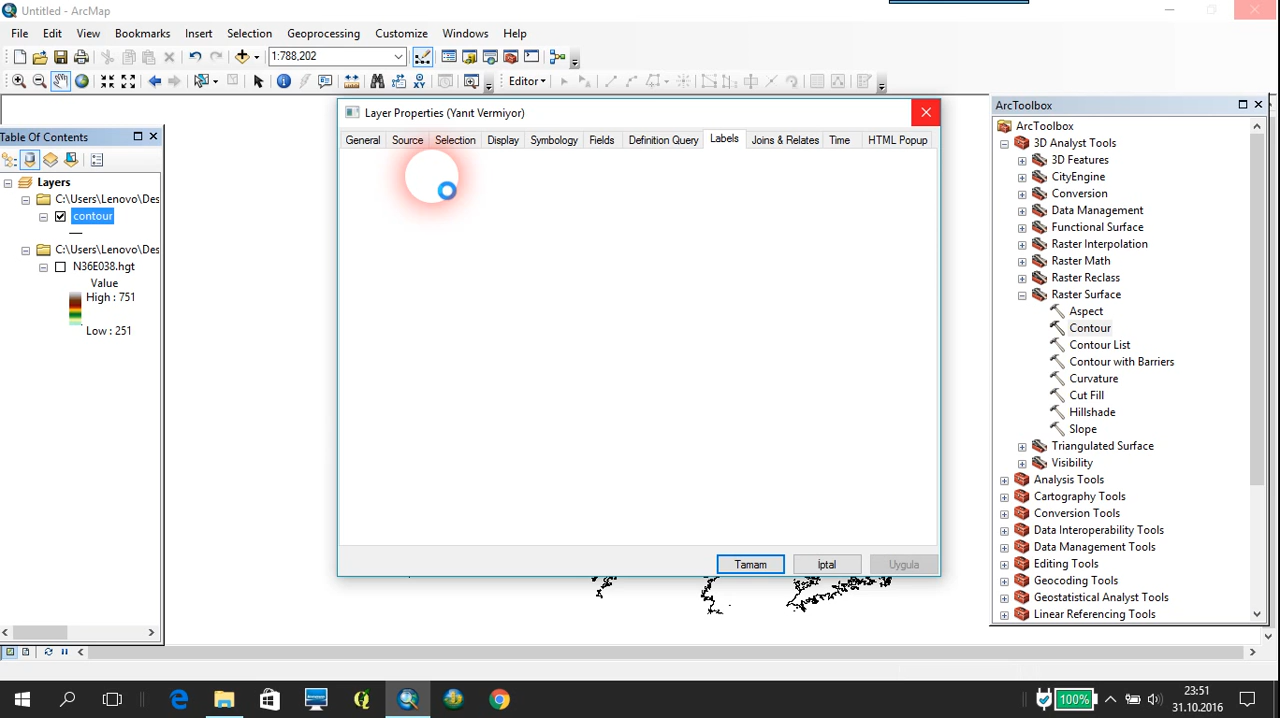 Untitled - ArcMap
File Edit View Bookmarks Insert Selection Geoprocessing Customize Windows Help
1:788,202
Editor
Table Of Contents
Layers
C:\Users\Lenovo\Des
contour
C:\Users\Lenovo\Des
N36E038.hgt
Value
High : 751
Low : 251
Layer Properties (Yanıt Vermiyor)
General Source Selection Display Symbology Fields Definition Query Labels Joins & Relates Time HTML Popup
Tamam İptal Uygula
ArcToolbox
ArcToolbox
3D Analyst Tools
3D Features
CityEngine
Conversion
Data Management
Functional Surface
Raster Interpolation
Raster Math
Raster Reclass
Raster Surface
Aspect
Contour
Contour List
Contour with Barriers
Curvature
Cut Fill
Hillshade
Slope
Triangulated Surface
Visibility
Analysis Tools
Cartography Tools
Conversion Tools
Data Interoperability Tools
Data Management Tools
Editing Tools
Geocoding Tools
Geostatistical Analyst Tools
Linear Referencing Tools
100%
23:51
31.10.2016